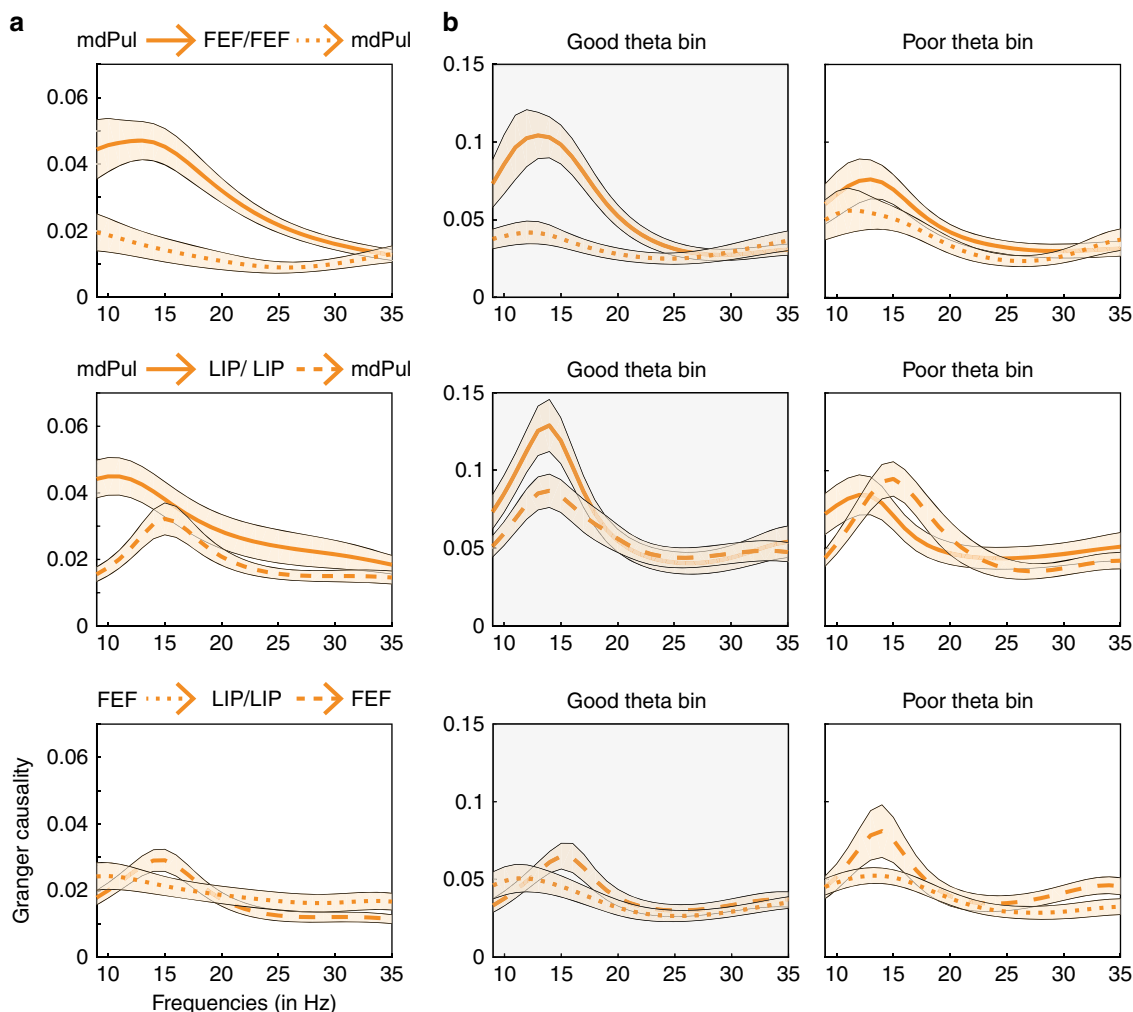 a
mdPul FEF/FEF mdPul
0.06
0.04
0.02
0
10 15 20 25 30 35
b
Good theta bin
0.15
0.1
0.05
0
10 15 20 25 30 35
Poor theta bin
10 15 20 25 30 35
mdPul LIP/ LIP mdPul
0.06
0.04
0.02
0
10 15 20 25 30 35
Good theta bin
0.15
0.1
0.05
0
10 15 20 25 30 35
Poor theta bin
10 15 20 25 30 35
FEF LIP/LIP FEF
Granger causality
0.06
0.04
0.02
0
10 15 20 25 30 35
Frequencies (in Hz)
Good theta bin
0.15
0.1
0.05
0
10 15 20 25 30 35
Poor theta bin
10 15 20 25 30 35